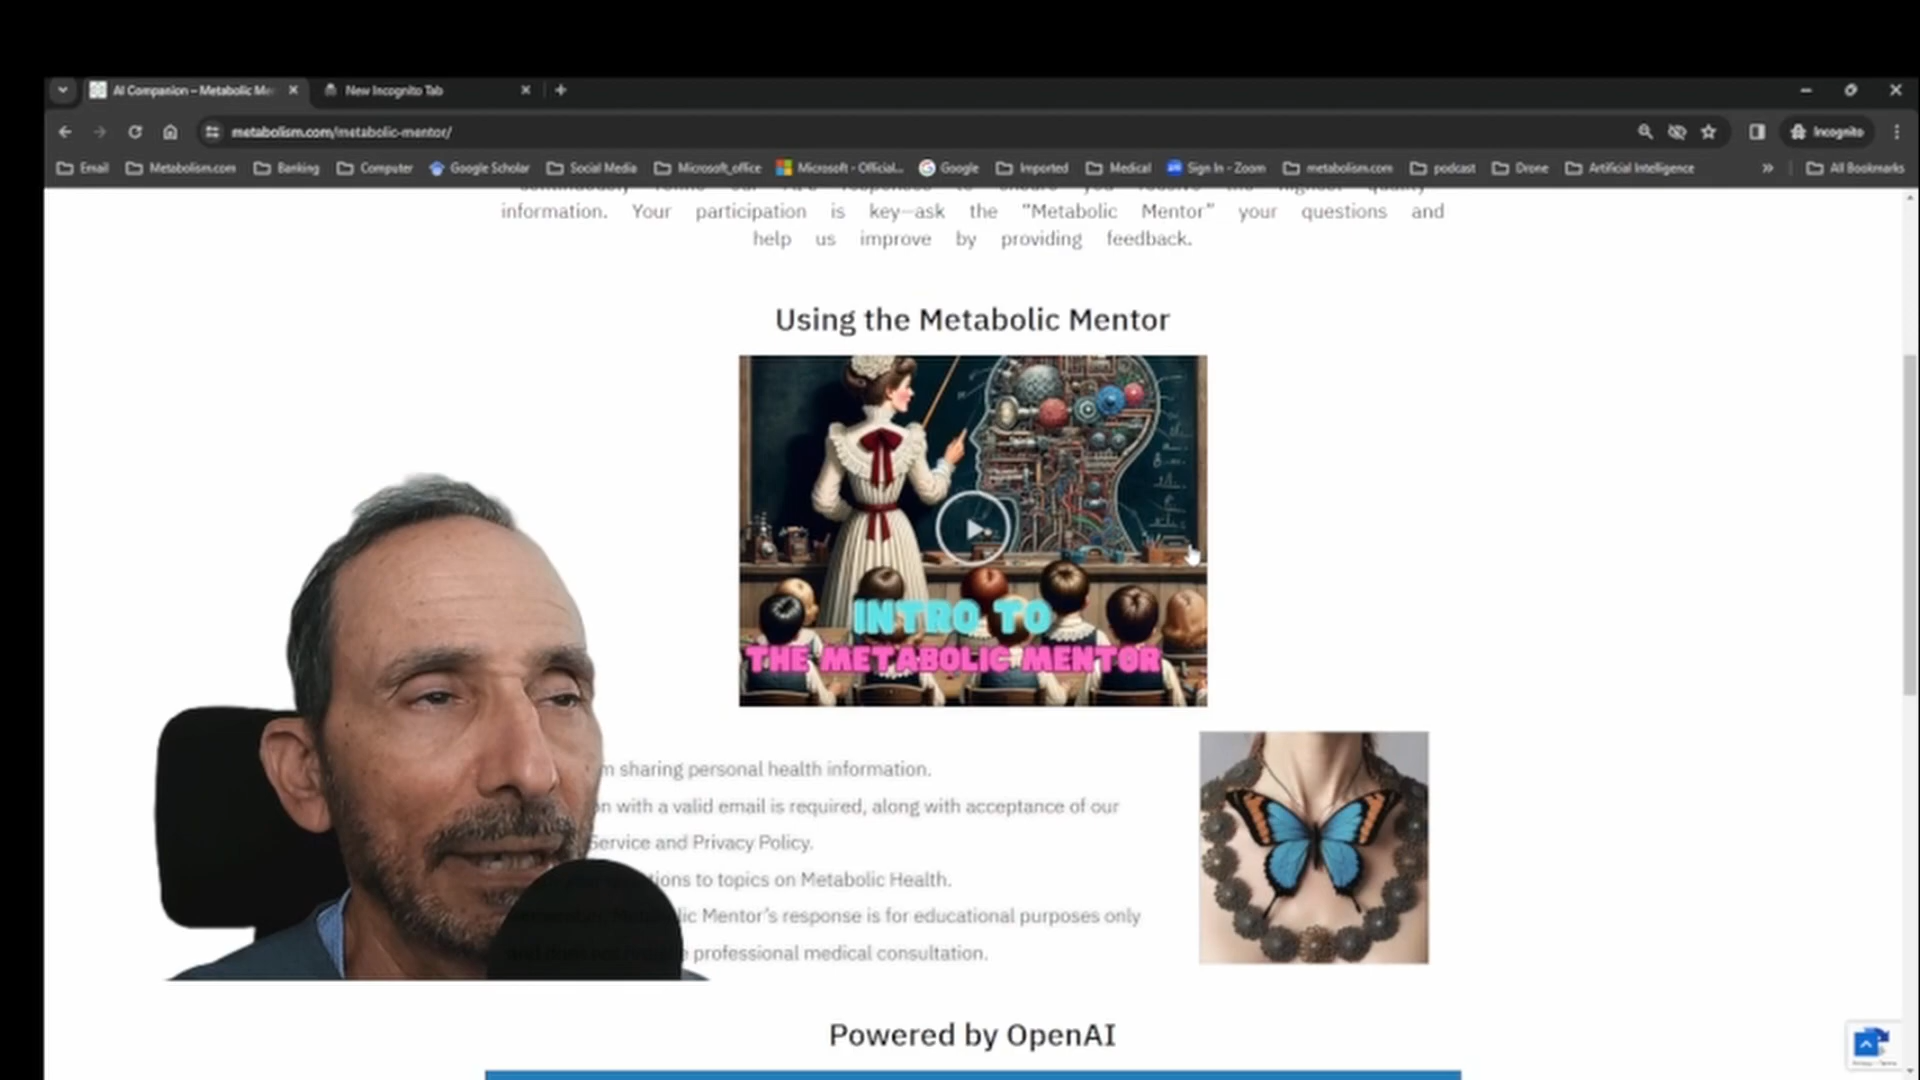 AI Companion – Metabolic Me
New Incognito Tab
metabolism.com/metabolic-mentor/
Incognito
Email
Metabolism.com
Banking
Computer
Google Scholar
Social Media
Microsoft_office
Microsoft - Official...
Google
Imported
Medical
Sign In - Zoom
metabolism.com
podcast
Drone
Artificial Intelligence
All Bookmarks
information. Your participation is key—ask the “Metabolic Mentor” your questions and
help us improve by providing feedback.
Using the Metabolic Mentor
INTRO TO
THE METABOLIC MENTOR
sharing personal health information.
with a valid email is required, along with acceptance of our
Service and Privacy Policy.
to topics on Metabolic Health.
Mentor’s response is for educational purposes only
professional medical consultation.
Powered by OpenAI